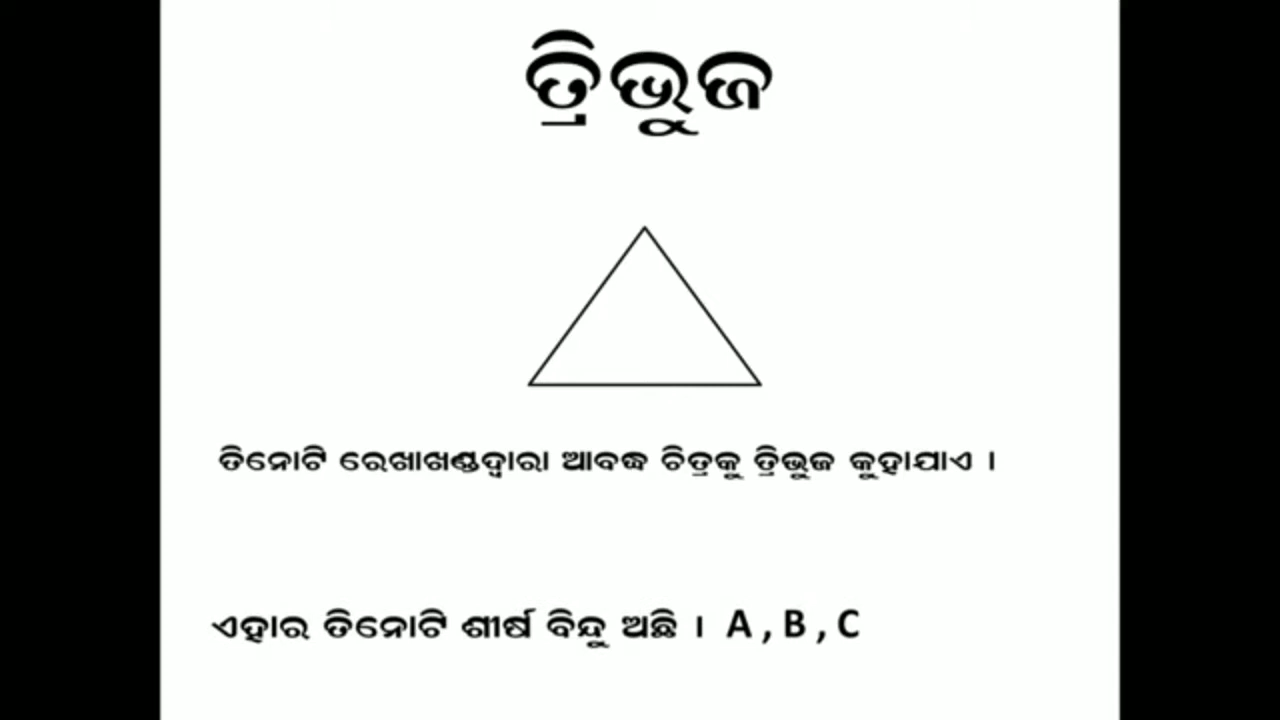 ତ୍ରିଭୁଜ
ତିନୋଟି ରେଖାଖଣ୍ଡଦ୍ୱାରା ଆବଦ୍ଧ ଚିତ୍ରକୁ ତ୍ରିଭୁଜ କୁହାଯାଏ ।
ଏହାର ତିନୋଟି ଶୀର୍ଷ ବିନ୍ଦୁ ଅଛି । A , B , C